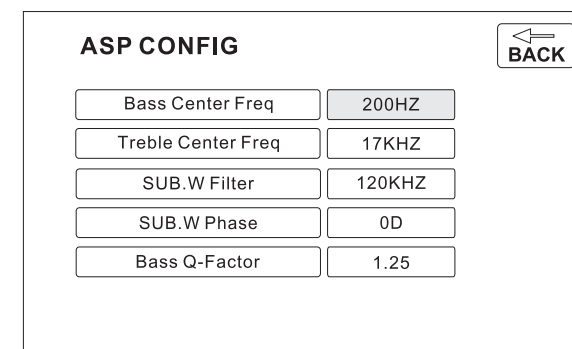 ASP CONFIG
BACK
Bass Center Freq 200HZ
Treble Center Freq 17KHZ
SUB.W Filter 120KHZ
SUB.W Phase 0D
Bass Q-Factor 1.25